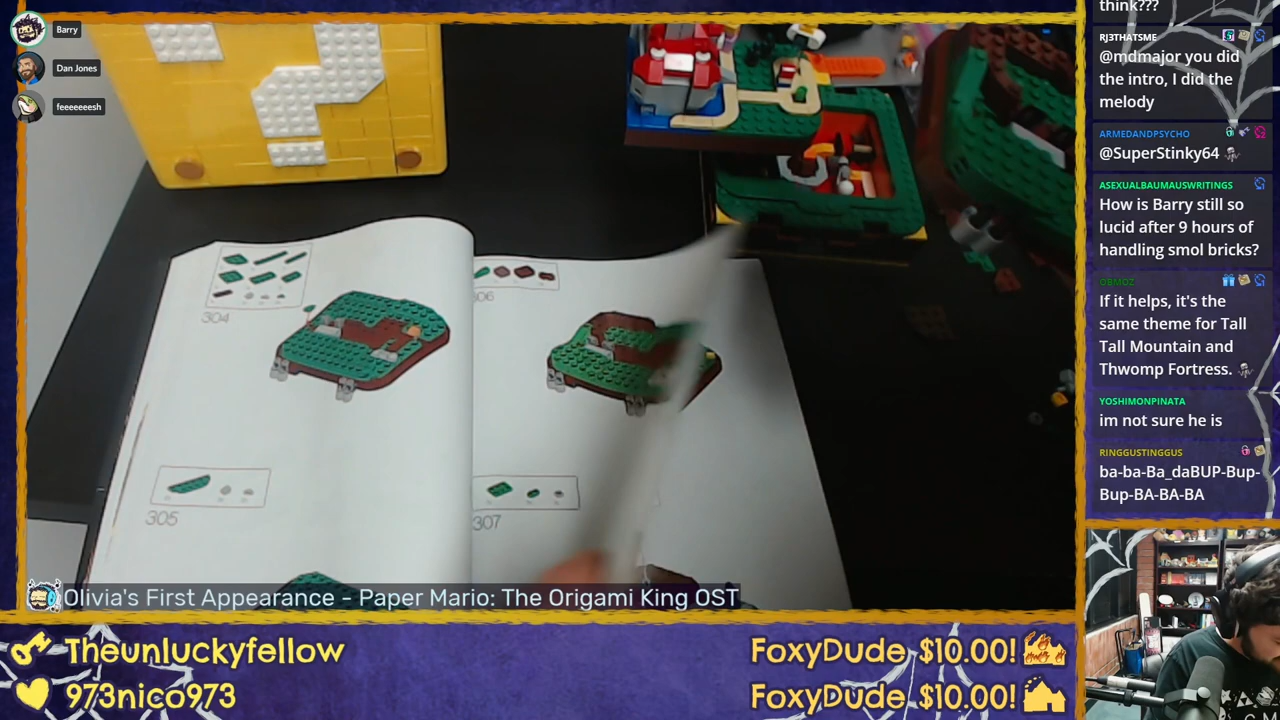 Barry
Dan Jones
feeeeeeesh
304
305
306
307
Olivia's First Appearance - Paper Mario: The Origami King OST
Theunluckyfellow
973nico973
FoxyDude $10.00!
FoxyDude $10.00!
think???
RJ3THATSME
@mdmajor you did
the intro, I did the
melody
ARMEDANDPSYCHO
@SuperStinky64
ASEXUALBAUMAUSWRITINGS
How is Barry still so
lucid after 9 hours of
handling smol bricks?
OBMOZ
If it helps, it's the
same theme for Tall
Tall Mountain and
Thwomp Fortress.
YOSHIMONPINATA
im not sure he is
RINGGUSTINGGUS
ba-ba-Ba_daBUP-Bup-
Bup-BA-BA-BA